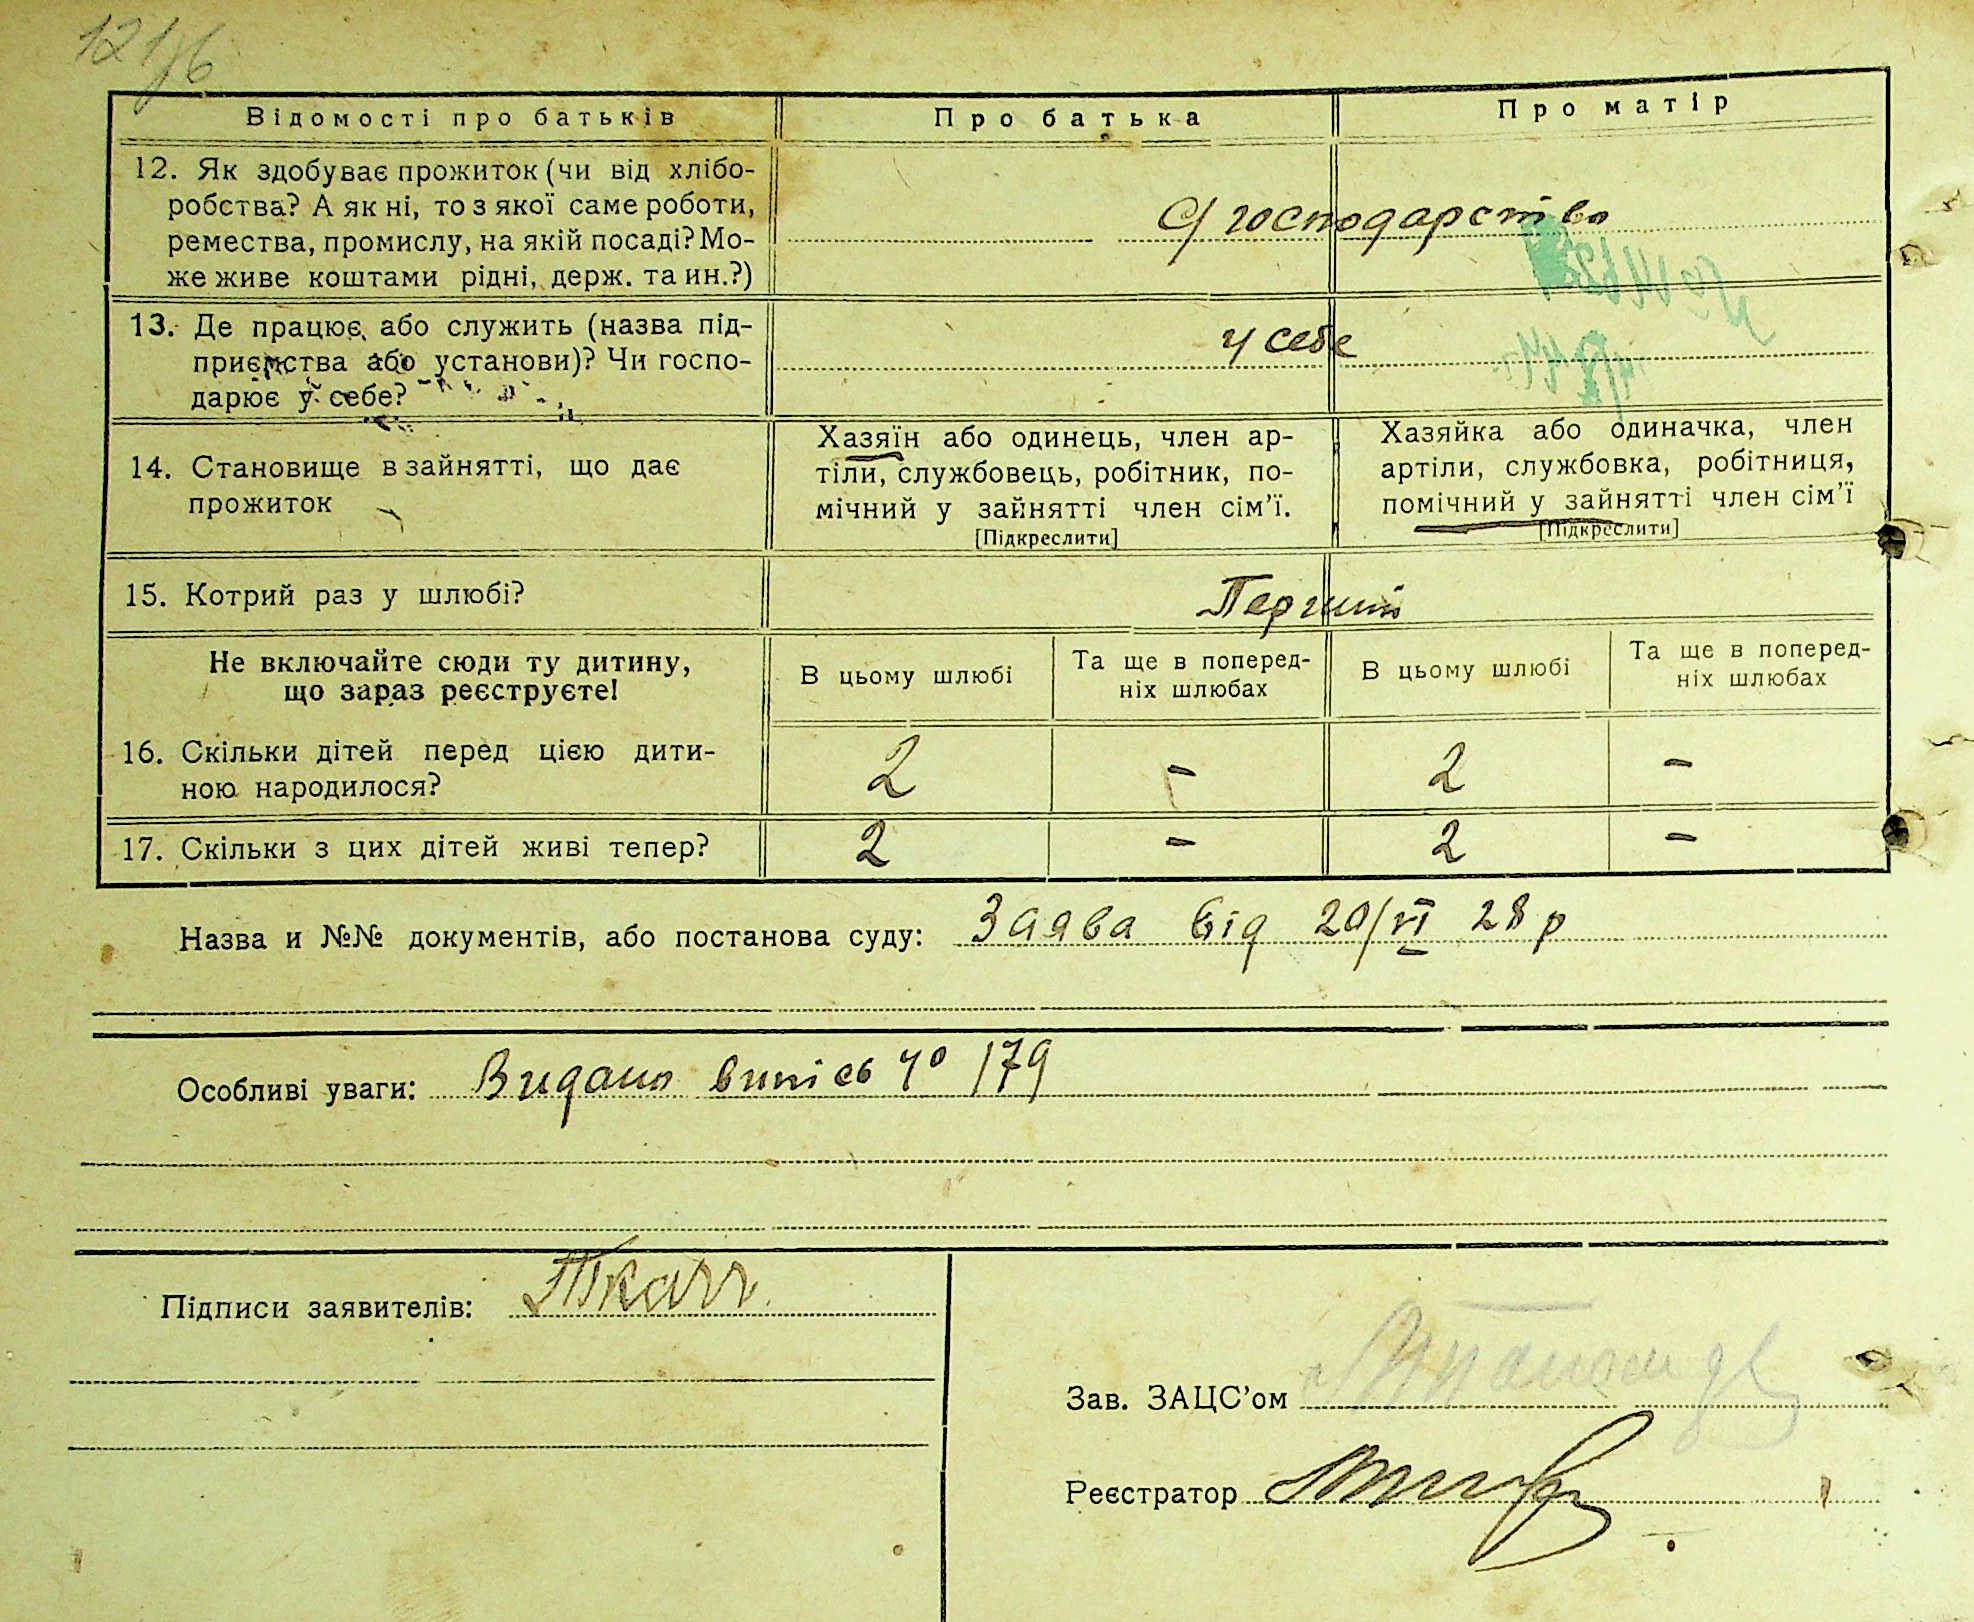 121/6
Відомості про батьків
Про батька
Про матір
12. Як здобуває прожиток (чи від хлібо-
робства? А як ні, то з якої саме роботи,
ремества, промислу, на якій посаді? Мо-
же живе коштами рідні, держ. та ин.?)
С/господарство
13. Де працює, або служить (назва під-
приємства або установи)? Чи госпо-
дарює у себе?
у себе
14. Становище в зайнятті, що дає
прожиток
Хазяїн або одинець, член ар-
тіли, службовець, робітник, по-
мічний у зайнятті член сім’ї.
[Підкреслити]
Хазяйка або одиначка, член
артіли, службовка, робітниця,
помічний у зайнятті член сім’ї
[Підкреслити]
15. Котрий раз у шлюбі?
Перший
Не включайте сюди ту дитину,
що зараз реєструєте!
В цьому шлюбі
Та ще в поперед-
ніх шлюбах
В цьому шлюбі
Та ще в поперед-
ніх шлюбах
16. Скільки дітей перед цією дити-
ною народилося?
2 - 2 -
17. Скільки з цих дітей живі тепер?
2 - 2 -
Назва и №№ документів, або постанова суду: Заява від 20/VI 28 р
Особливі уваги: Видано випісь 179
Підписи заявителів: Ткач
Зав. ЗАЦС’ом
Реєстратор